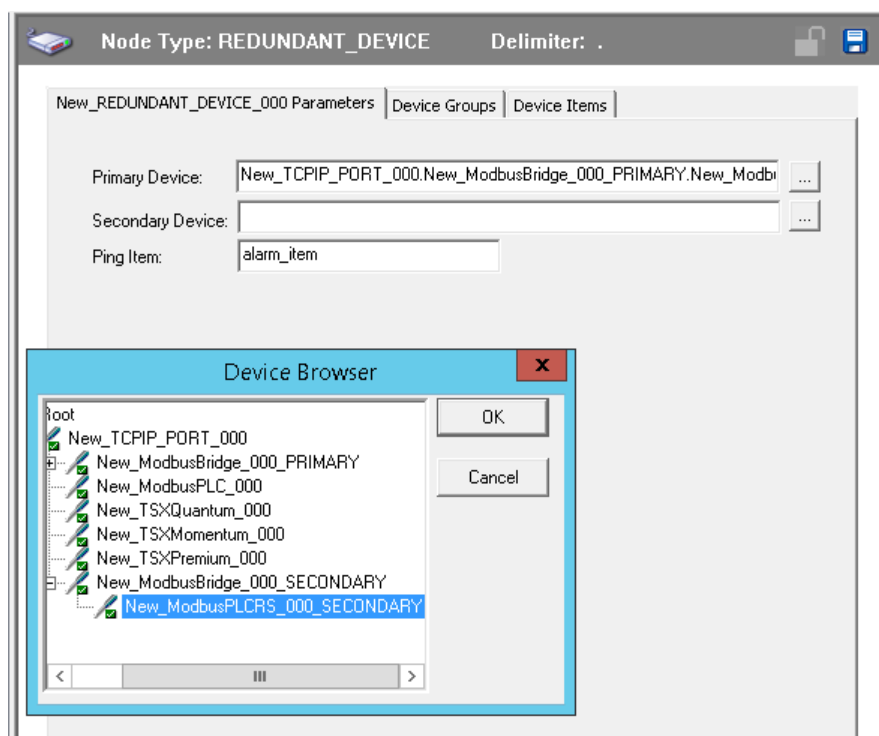 Node Type: REDUNDANT_DEVICE Delimiter: .
New_REDUNDANT_DEVICE_000 Parameters Device Groups Device Items
Primary Device: New_TCPIP_PORT_000.New_ModbusBridge_000_PRIMARY.New_Modb ...
Secondary Device: ...
Ping Item: alarm_item
Device Browser x
Root
New_TCPIP_PORT_000
New_ModbusBridge_000_PRIMARY
New_ModbusPLC_000
New_TSXQuantum_000
New_TSXMomentum_000
New_TSXPremium_000
New_ModbusBridge_000_SECONDARY
New_ModbusPLCRS_000_SECONDARY
OK
Cancel